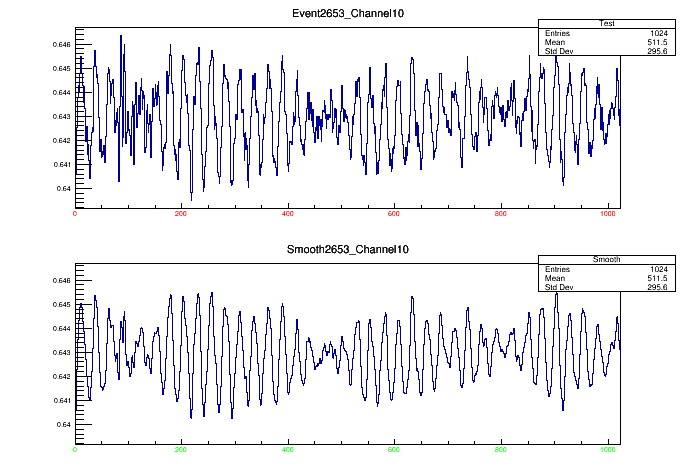 Event2653_Channel10
Test
Entries 1024
Mean 511.5
Std Dev 295.6
0.646
0.645
0.644
0.643
0.642
0.641
0.64
0 200 400 600 800 1000
Smooth2653_Channel10
Smooth
Entries 1024
Mean 511.5
Std Dev 295.6
0.646
0.645
0.644
0.643
0.642
0.641
0.64
0 200 400 600 800 1000